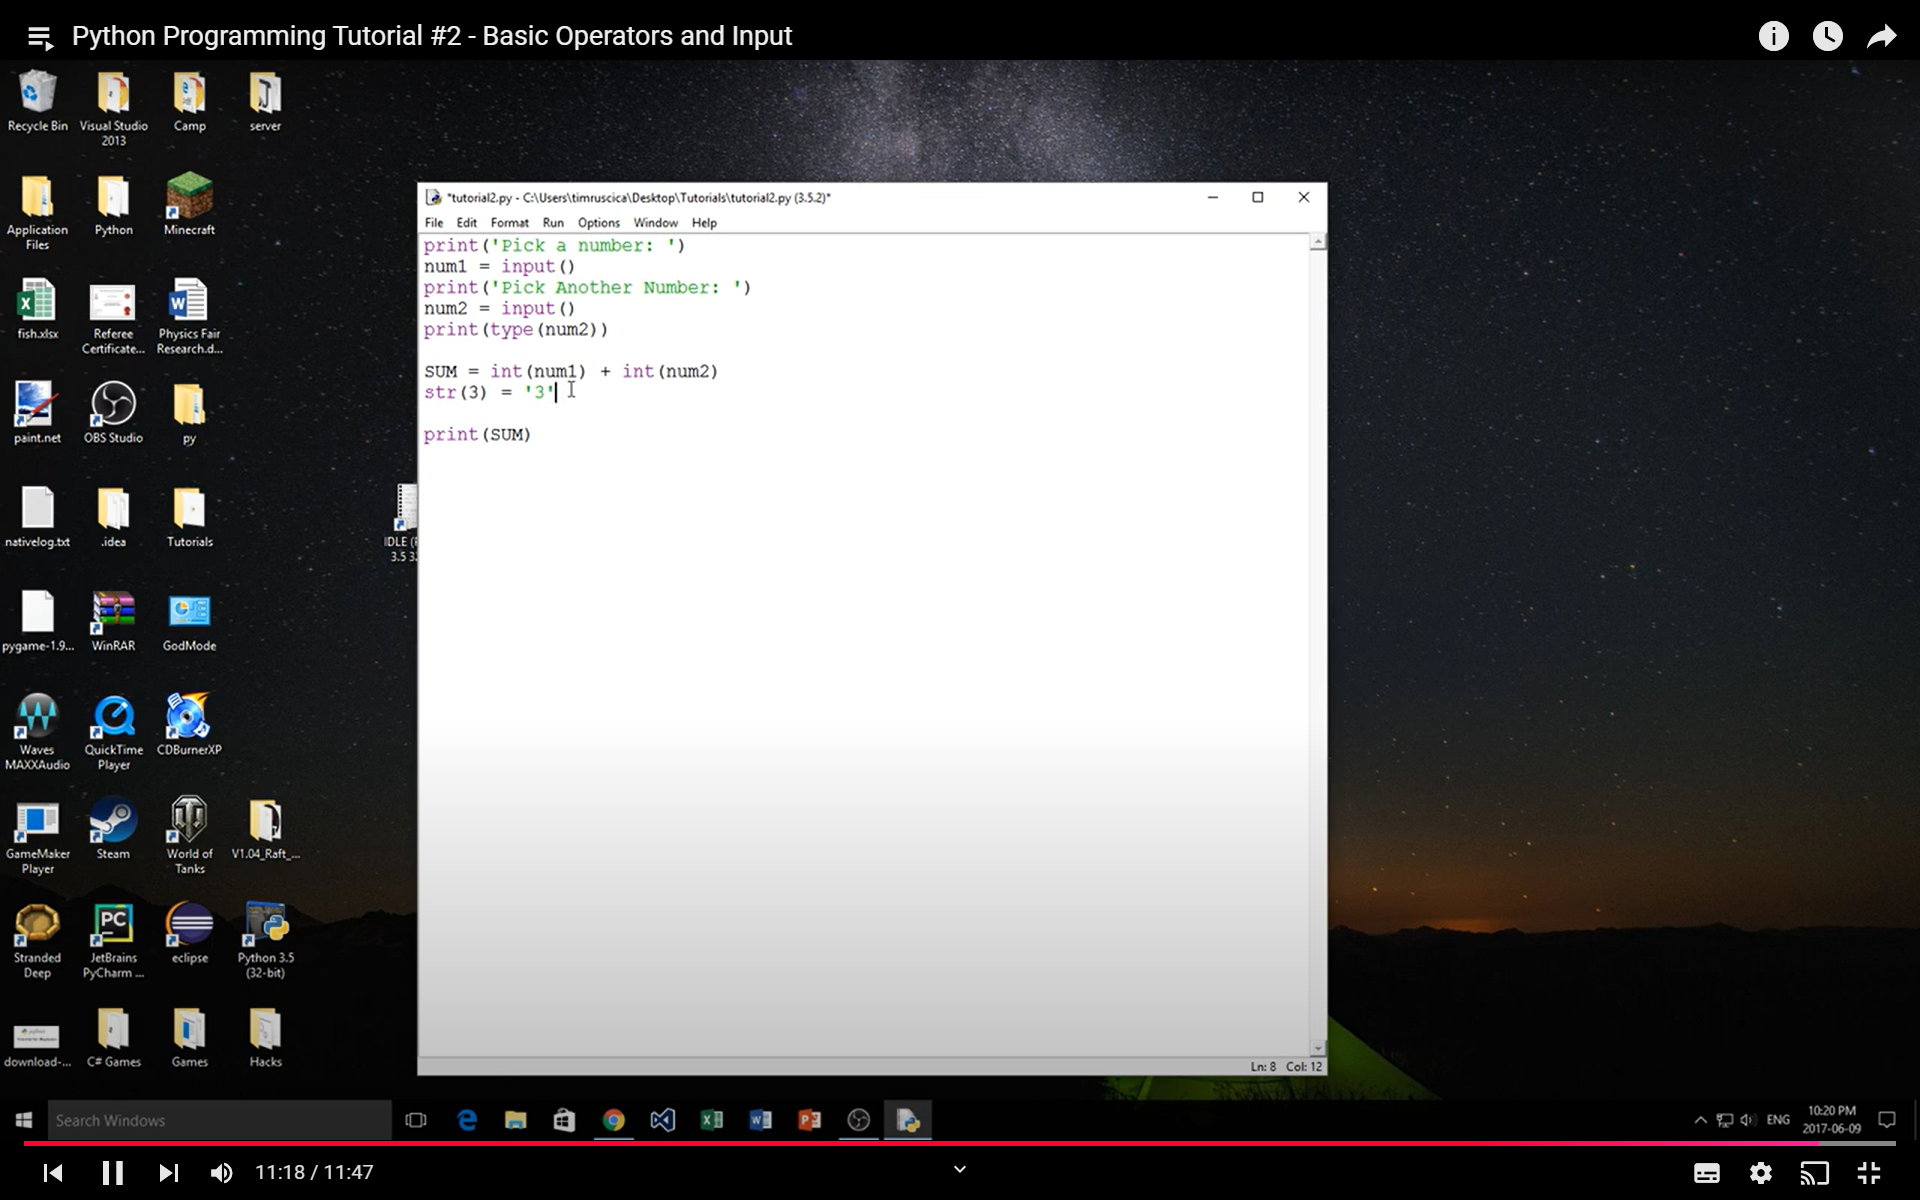 Python Programming Tutorial #2 - Basic Operators and Input
Recycle Bin
Visual Studio 2013
Camp
server
Application Files
Python
Minecraft
fish.xlsx
Referee Certificate...
Physics Fair Research.d...
paint.net
OBS Studio
py
nativelog.txt
.idea
Tutorials
IDLE (
3.5 3
pygame-1.9...
WinRAR
GodMode
Waves MAXXAudio
QuickTime Player
CDBurnerXP
GameMaker Player
Steam
World of Tanks
V1.04_Raft_...
Stranded Deep
JetBrains PyCharm ...
eclipse
Python 3.5 (32-bit)
download-...
C# Games
Games
Hacks
*tutorial2.py - C:\Users\timruscica\Desktop\Tutorials\tutorial2.py (3.5.2)*
File Edit Format Run Options Window Help
print('Pick a number: ')
num1 = input()
print('Pick Another Number: ')
num2 = input()
print(type(num2))
SUM = int(num1) + int(num2)
str(3) = '3'
print(SUM)
Ln: 8 Col: 12
Search Windows
ENG
10:20 PM
2017-06-09
11:18 / 11:47